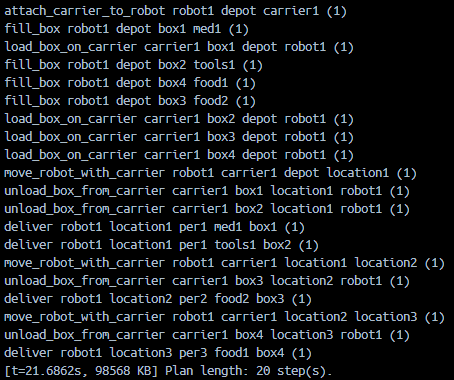 attach_carrier_to_robot robot1 depot carrier1 (1)
fill_box robot1 depot box1 med1 (1)
load_box_on_carrier carrier1 box1 depot robot1 (1)
fill_box robot1 depot box2 tools1 (1)
fill_box robot1 depot box4 food1 (1)
fill_box robot1 depot box3 food2 (1)
load_box_on_carrier carrier1 box2 depot robot1 (1)
load_box_on_carrier carrier1 box3 depot robot1 (1)
load_box_on_carrier carrier1 box4 depot robot1 (1)
move_robot_with_carrier robot1 carrier1 depot location1 (1)
unload_box_from_carrier carrier1 box1 location1 robot1 (1)
unload_box_from_carrier carrier1 box2 location1 robot1 (1)
deliver robot1 location1 per1 med1 box1 (1)
deliver robot1 location1 per1 tools1 box2 (1)
move_robot_with_carrier robot1 carrier1 location1 location2 (1)
unload_box_from_carrier carrier1 box3 location2 robot1 (1)
deliver robot1 location2 per2 food2 box3 (1)
move_robot_with_carrier robot1 carrier1 location2 location3 (1)
unload_box_from_carrier carrier1 box4 location3 robot1 (1)
deliver robot1 location3 per3 food1 box4 (1)
[t=21.6862s, 98568 KB] Plan length: 20 step(s).